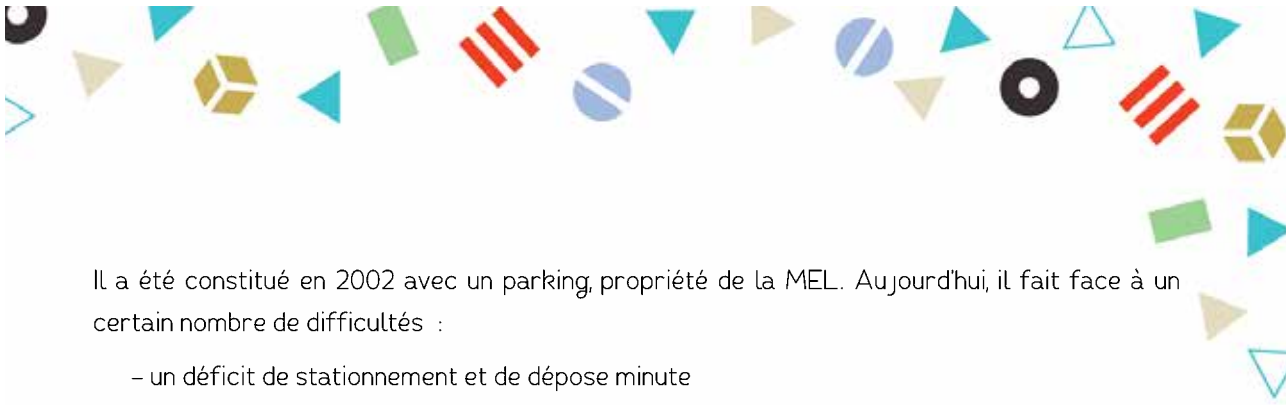 Il a été constitué en 2002 avec un parking, propriété de la MEL. Aujourd'hui, il fait face à un
certain nombre de difficultés :
– un déficit de stationnement et de dépose minute